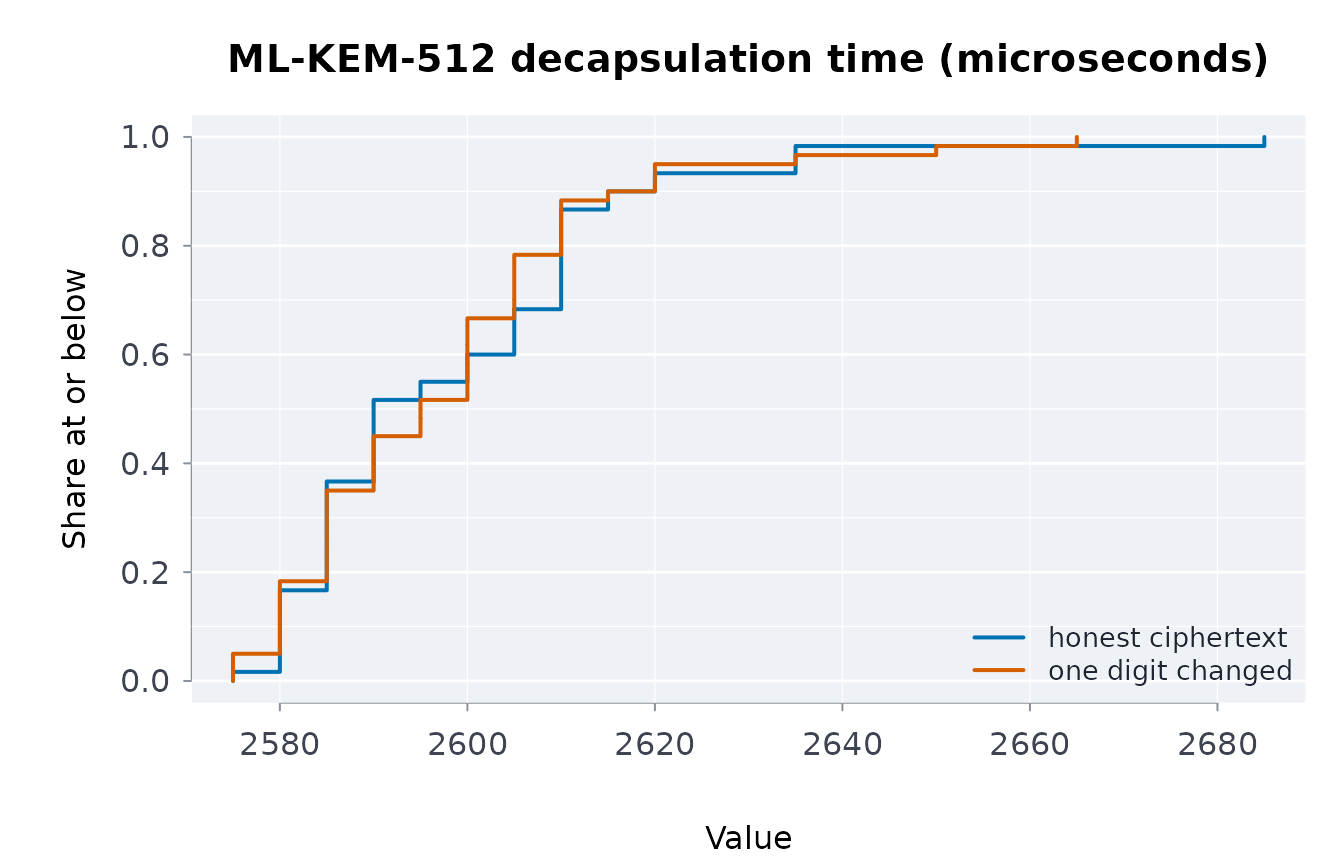 ML-KEM-512 decapsulation time (microseconds)
1.0
0.8
0.6
0.4
0.2
0.0
Share at or below
honest ciphertext
one digit changed
2580 2600 2620 2640 2660 2680
Value